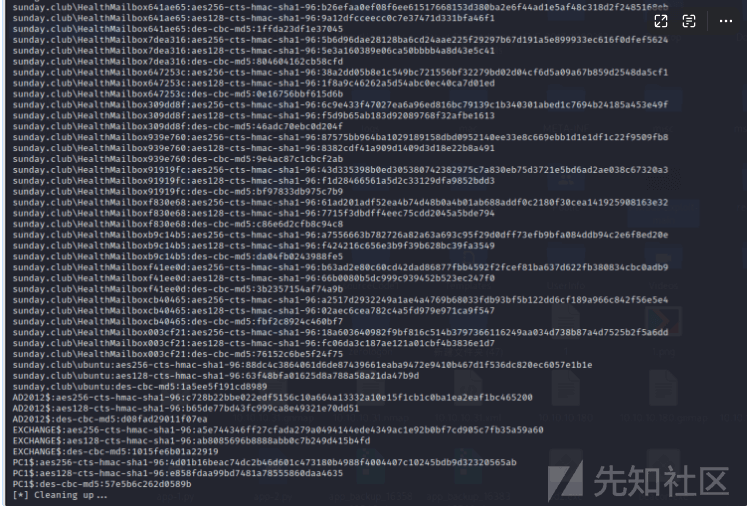 sunday.club\HealthMailbox641ae65:aes256-cts-hmac-sha1-96:b26efaa0ef08f6ee61517668153d380ba2e6f44ad1e5af48c318d2f2485168eb
sunday.club\HealthMailbox641ae65:aes128-cts-hmac-sha1-96:9a12dfcceecc0c7e37471d331bfa46f1
sunday.club\HealthMailbox641ae65:des-cbc-md5:1ffda23df1e37045
sunday.club\HealthMailbox7dea316:aes256-cts-hmac-sha1-96:5b6d96dae28128ba6cd24aae225f29297b67d191a5e899933ec616f0dfef5624
sunday.club\HealthMailbox7dea316:aes128-cts-hmac-sha1-96:5e3a160389e06ca50bbbb4a8d43e5c41
sunday.club\HealthMailbox7dea316:des-cbc-md5:804604162cb58cfd
sunday.club\HealthMailbox647253c:aes256-cts-hmac-sha1-96:38a2dd05b8e1c549bc721556bf32279bd02d04cf6d5a09a67b859d2548da5cf1
sunday.club\HealthMailbox647253c:aes128-cts-hmac-sha1-96:1f8a9c46262a5d54abc0ec40ca7d01ed
sunday.club\HealthMailbox647253c:des-cbc-md5:0e16756bbf615d6b
sunday.club\HealthMailbox309dd8f:aes256-cts-hmac-sha1-96:6c9e433f47027ea6a96ed816bc79139c1b340301abed1c7694b24185a453e49f
sunday.club\HealthMailbox309dd8f:aes128-cts-hmac-sha1-96:f5d9b65ab183d92089768f32afbe1613
sunday.club\HealthMailbox309dd8f:des-cbc-md5:46adc70ebc0d204f
sunday.club\HealthMailbox939e760:aes256-cts-hmac-sha1-96:87575bb964ba1029189158dbd0952140ee33e8c669ebb1d1e1df1c22f9509fb8
sunday.club\HealthMailbox939e760:aes128-cts-hmac-sha1-96:8382cdf41a909d1409d3d18e22b8a491
sunday.club\HealthMailbox939e760:des-cbc-md5:9e4ac87c1cbcf2ab
sunday.club\HealthMailbox91919fc:aes256-cts-hmac-sha1-96:43d335398b0ed305380742382975c7a830eb75d3721e5bd6ad2ae038c67320a3
sunday.club\HealthMailbox91919fc:aes128-cts-hmac-sha1-96:f1d28466561a5d2c33129dfa9852bdd3
sunday.club\HealthMailbox91919fc:des-cbc-md5:bf97833db975c7b9
sunday.club\HealthMailboxf830e68:aes256-cts-hmac-sha1-96:61ad201adf52ea4b74d48b0a4b01ab688addf0c2180f30cea141925908163e32
sunday.club\HealthMailboxf830e68:aes128-cts-hmac-sha1-96:7715f3dbdff4eec75cdd2045a5bde794
sunday.club\HealthMailboxf830e68:des-cbc-md5:c86e6d2cfb8c94c8
sunday.club\HealthMailboxb9c14b5:aes256-cts-hmac-sha1-96:a7556663b782726a82a63a693c95f29d0dff73efb9bfa084ddb94c2e6f8ed20e
sunday.club\HealthMailboxb9c14b5:aes128-cts-hmac-sha1-96:f424216c656e3b9f39b628bc39fa3549
sunday.club\HealthMailboxb9c14b5:des-cbc-md5:da04fb0243988fe5
sunday.club\HealthMailboxf41ee0d:aes256-cts-hmac-sha1-96:b63ad2e80c60cd42dad86877fbb4592f2fcef81ba637d622fb380834cbc0adb9
sunday.club\HealthMailboxf41ee0d:aes128-cts-hmac-sha1-96:66b0080b5dc999c939452b523ec247f0
sunday.club\HealthMailboxf41ee0d:des-cbc-md5:3b2357154af74a9b
sunday.club\HealthMailboxcb40465:aes256-cts-hmac-sha1-96:a2517d2932249a1ae4a4769b68033fdb93bf5b122dd6cf189a966c842f56e5e4
sunday.club\HealthMailboxcb40465:aes128-cts-hmac-sha1-96:02aec6cea782c4a5fd979e971ca9f547
sunday.club\HealthMailboxcb40465:des-cbc-md5:fbf2c8924c460bf7
sunday.club\HealthMailbox003cf21:aes256-cts-hmac-sha1-96:18a603640982f9bf816c514b3797366116249aa034d738b87a4d7525b2f5a6dd
sunday.club\HealthMailbox003cf21:aes128-cts-hmac-sha1-96:fc06da3c187ae121a01cbf4b3836e1d7
sunday.club\HealthMailbox003cf21:des-cbc-md5:76152c6be5f24f75
sunday.club\ubuntu:aes256-cts-hmac-sha1-96:88dc4c3864061d6de87439661eaba9472e9410b467d1f536dc820ec6057e1b1e
sunday.club\ubuntu:aes128-cts-hmac-sha1-96:63f48bfa01625d8a788a58a21da47b9d
sunday.club\ubuntu:des-cbc-md5:1a5ee5f191cd8989
AD2012$:aes256-cts-hmac-sha1-96:c728b22bbe022edf5156c10a664a13332a10e15f1cb1c0ba1ea2eaf1bc465200
AD2012$:aes128-cts-hmac-sha1-96:b65de77bd43fc999ca8e49321e70dd51
AD2012$:des-cbc-md5:d08fad29011f07ea
EXCHANGE$:aes256-cts-hmac-sha1-96:a5e744346ff27cfada279a0494144ede4349ac1e92b0bf7cd905c7fb35a59a60
EXCHANGE$:aes128-cts-hmac-sha1-96:ab8085696b8888abb0c7b249d415b4fd
EXCHANGE$:des-cbc-md5:1015fe6b01a22919
PC1$:aes256-cts-hmac-sha1-96:4d01b16beac74dc2b46d601c473180b4988f4004407c10245bdb9d32320565ab
PC1$:aes128-cts-hmac-sha1-96:e858fdaa99bd7481a78555860daa4635
PC1$:des-cbc-md5:57e5b6c262d0589b
[*] Cleaning up...
先知社区